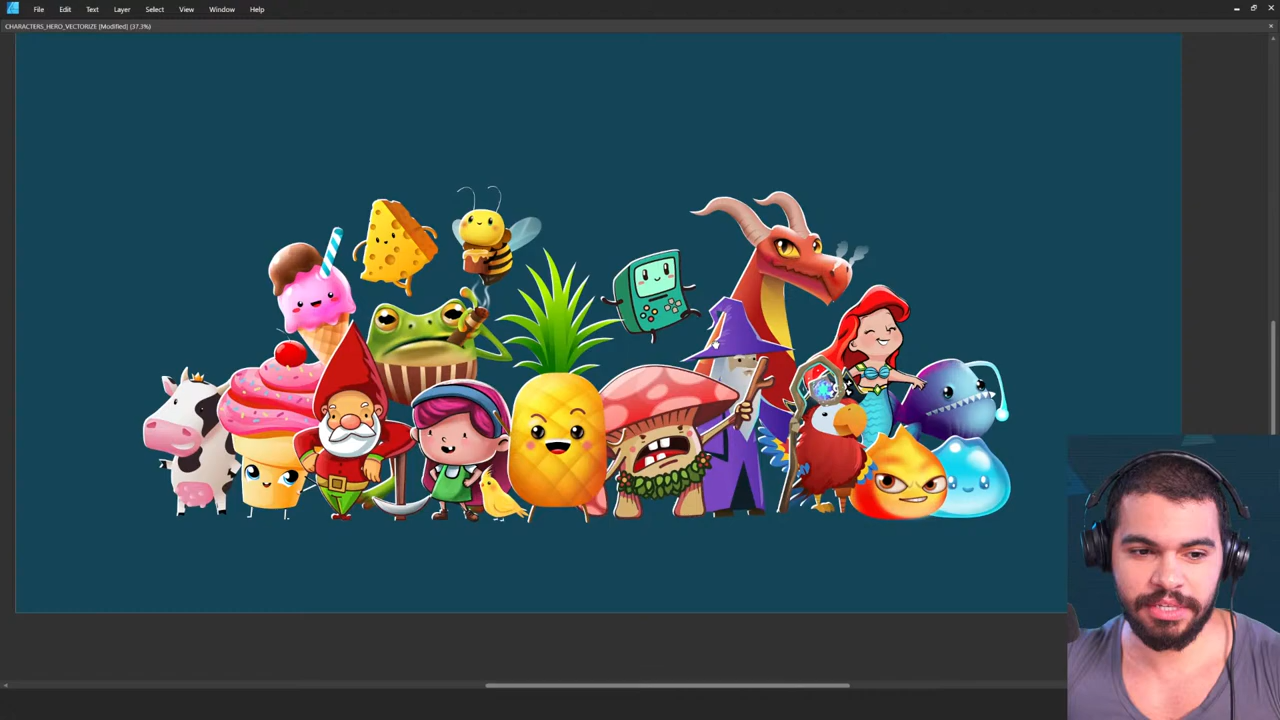 File Edit Text Layer Select View Window Help
CHARACTERS_HERO_VECTORIZE [Modified] (37.3%)